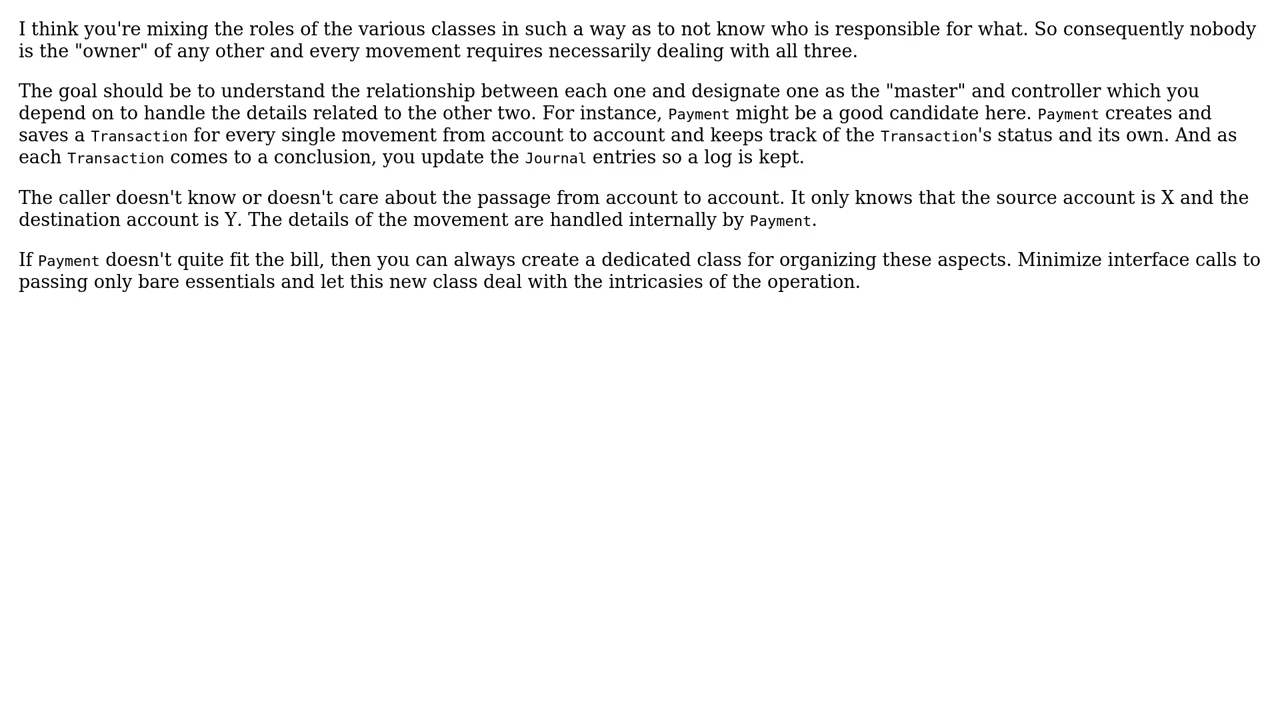 I think you're mixing the roles of the various classes in such a way as to not know who is responsible for what. So consequently nobody
is the "owner" of any other and every movement requires necessarily dealing with all three.
The goal should be to understand the relationship between each one and designate one as the "master" and controller which you
depend on to handle the details related to the other two. For instance, Payment might be a good candidate here. Payment creates and
saves a Transaction for every single movement from account to account and keeps track of the Transaction's status and its own. And as
each Transaction comes to a conclusion, you update the Journal entries so a log is kept.
The caller doesn't know or doesn't care about the passage from account to account. It only knows that the source account is X and the
destination account is Y. The details of the movement are handled internally by Payment.
If Payment doesn't quite fit the bill, then you can always create a dedicated class for organizing these aspects. Minimize interface calls to
passing only bare essentials and let this new class deal with the intricasies of the operation.